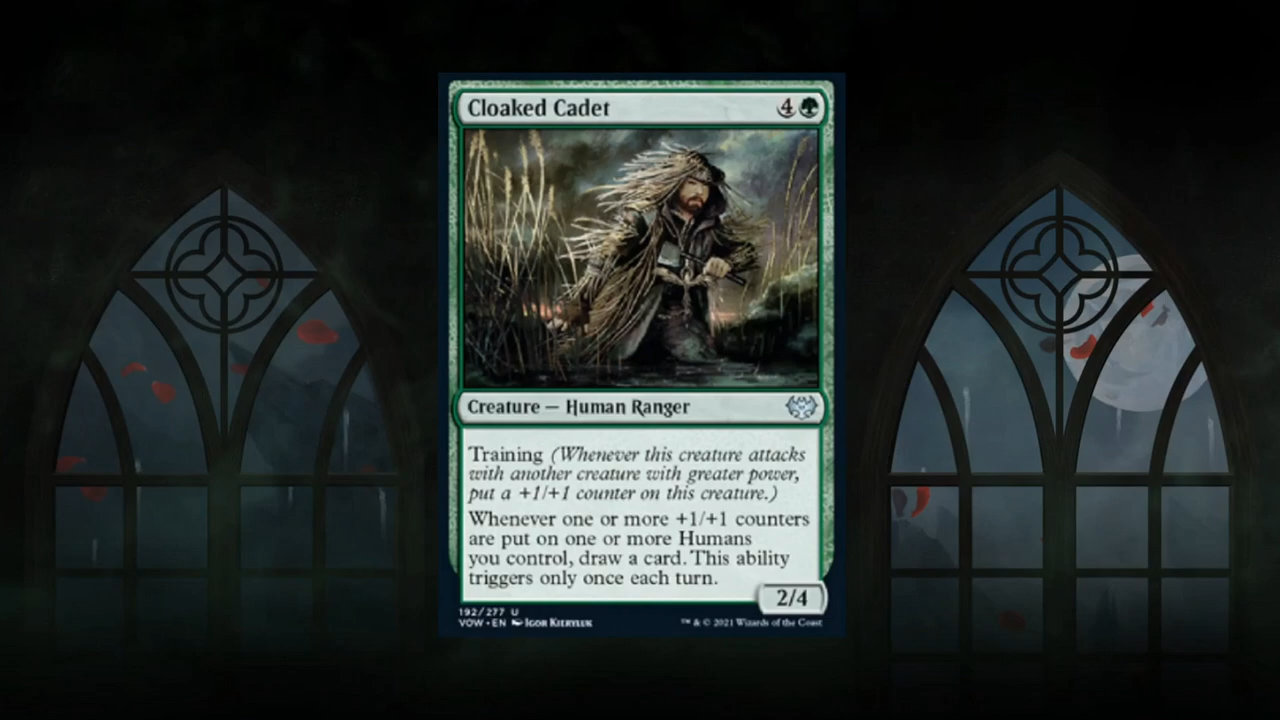 Cloaked Cadet 4
Creature — Human Ranger
Training (Whenever this creature attacks
with another creature with greater power,
put a +1/+1 counter on this creature.)
Whenever one or more +1/+1 counters
are put on one or more Humans
you control, draw a card. This ability
triggers only once each turn.
2/4
192/277 U
VOW • EN Igor Kieryluk
™ & © 2021 Wizards of the Coast